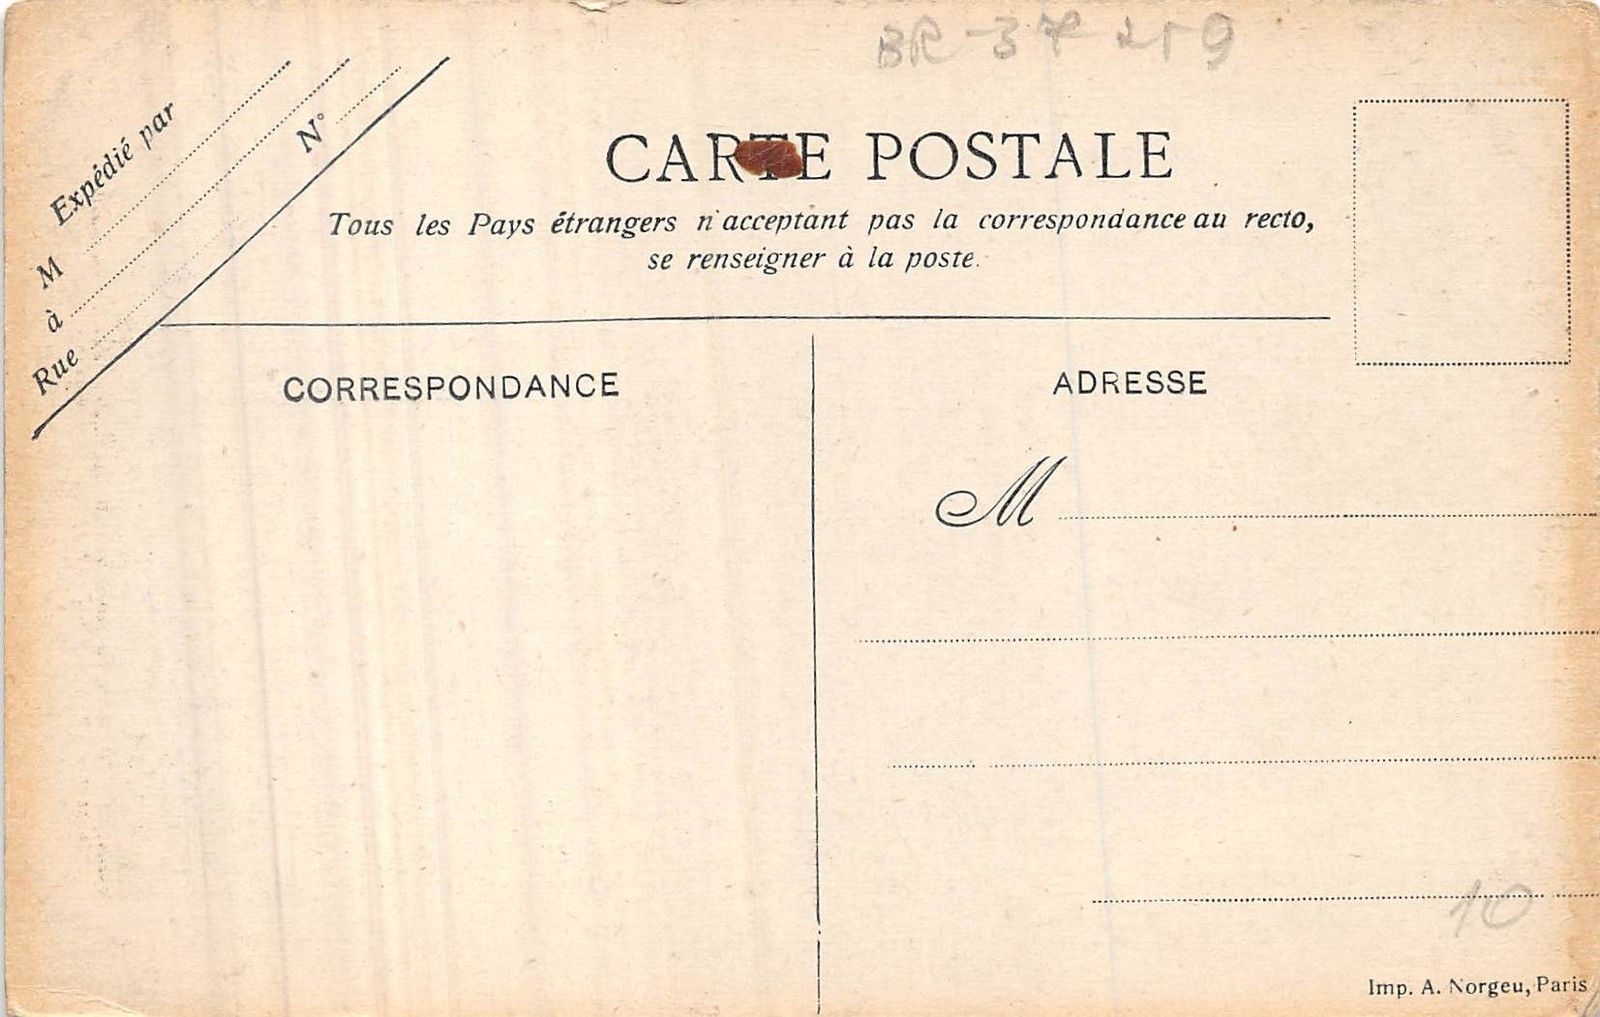 BR-37
Expédié par
M
à
Rue
N°
CARTE POSTALE
Tous les Pays étrangers n'acceptant pas la correspondance au recto,
se renseigner à la poste.
CORRESPONDANCE
ADRESSE
M
10
Imp. A. Norgeu, Paris